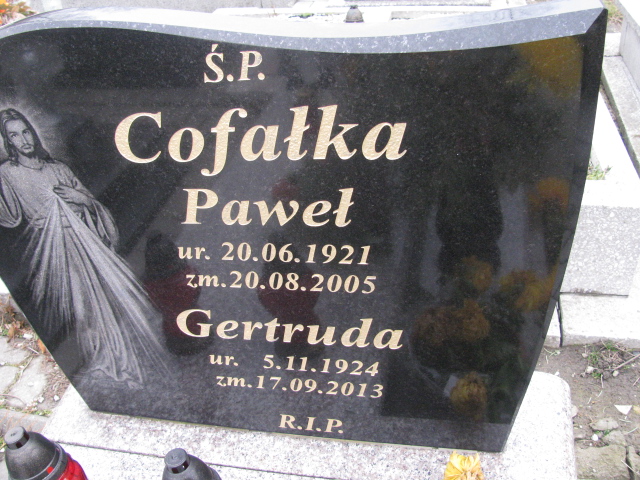 Ś.P.
Cofałka
Paweł
ur. 20.06.1921
zm.20.08.2005
Gertruda
ur. 5.11.1924
zm.17.09.2013
R.I.P.